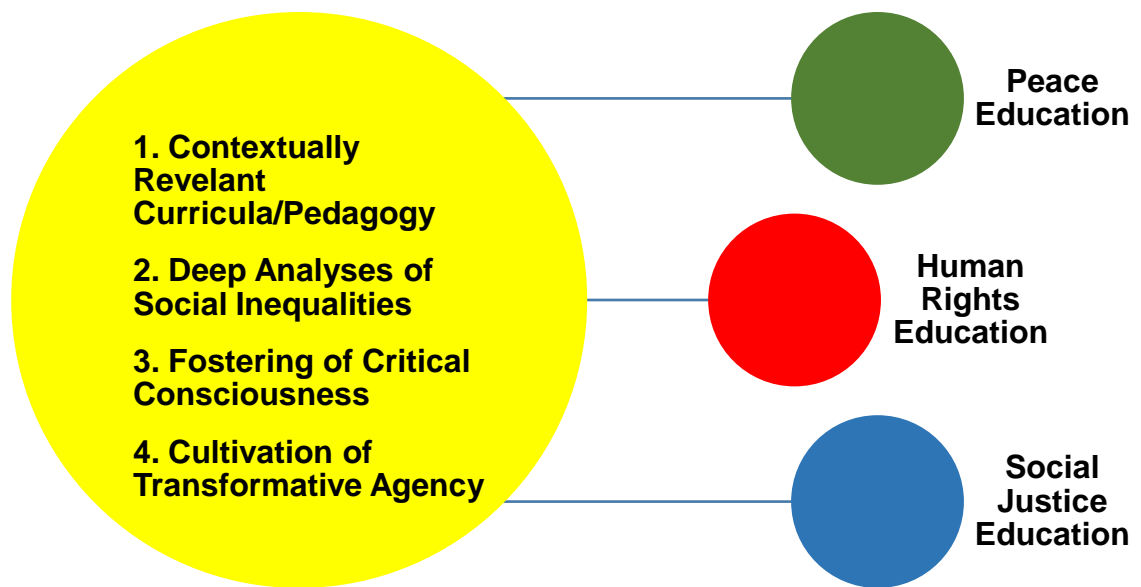 1. Contextually
Revelant
Curricula/Pedagogy
2. Deep Analyses of
Social Inequalities
3. Fostering of Critical
Consciousness
4. Cultivation of
Transformative Agency
Peace
Education
Human
Rights
Education
Social
Justice
Education